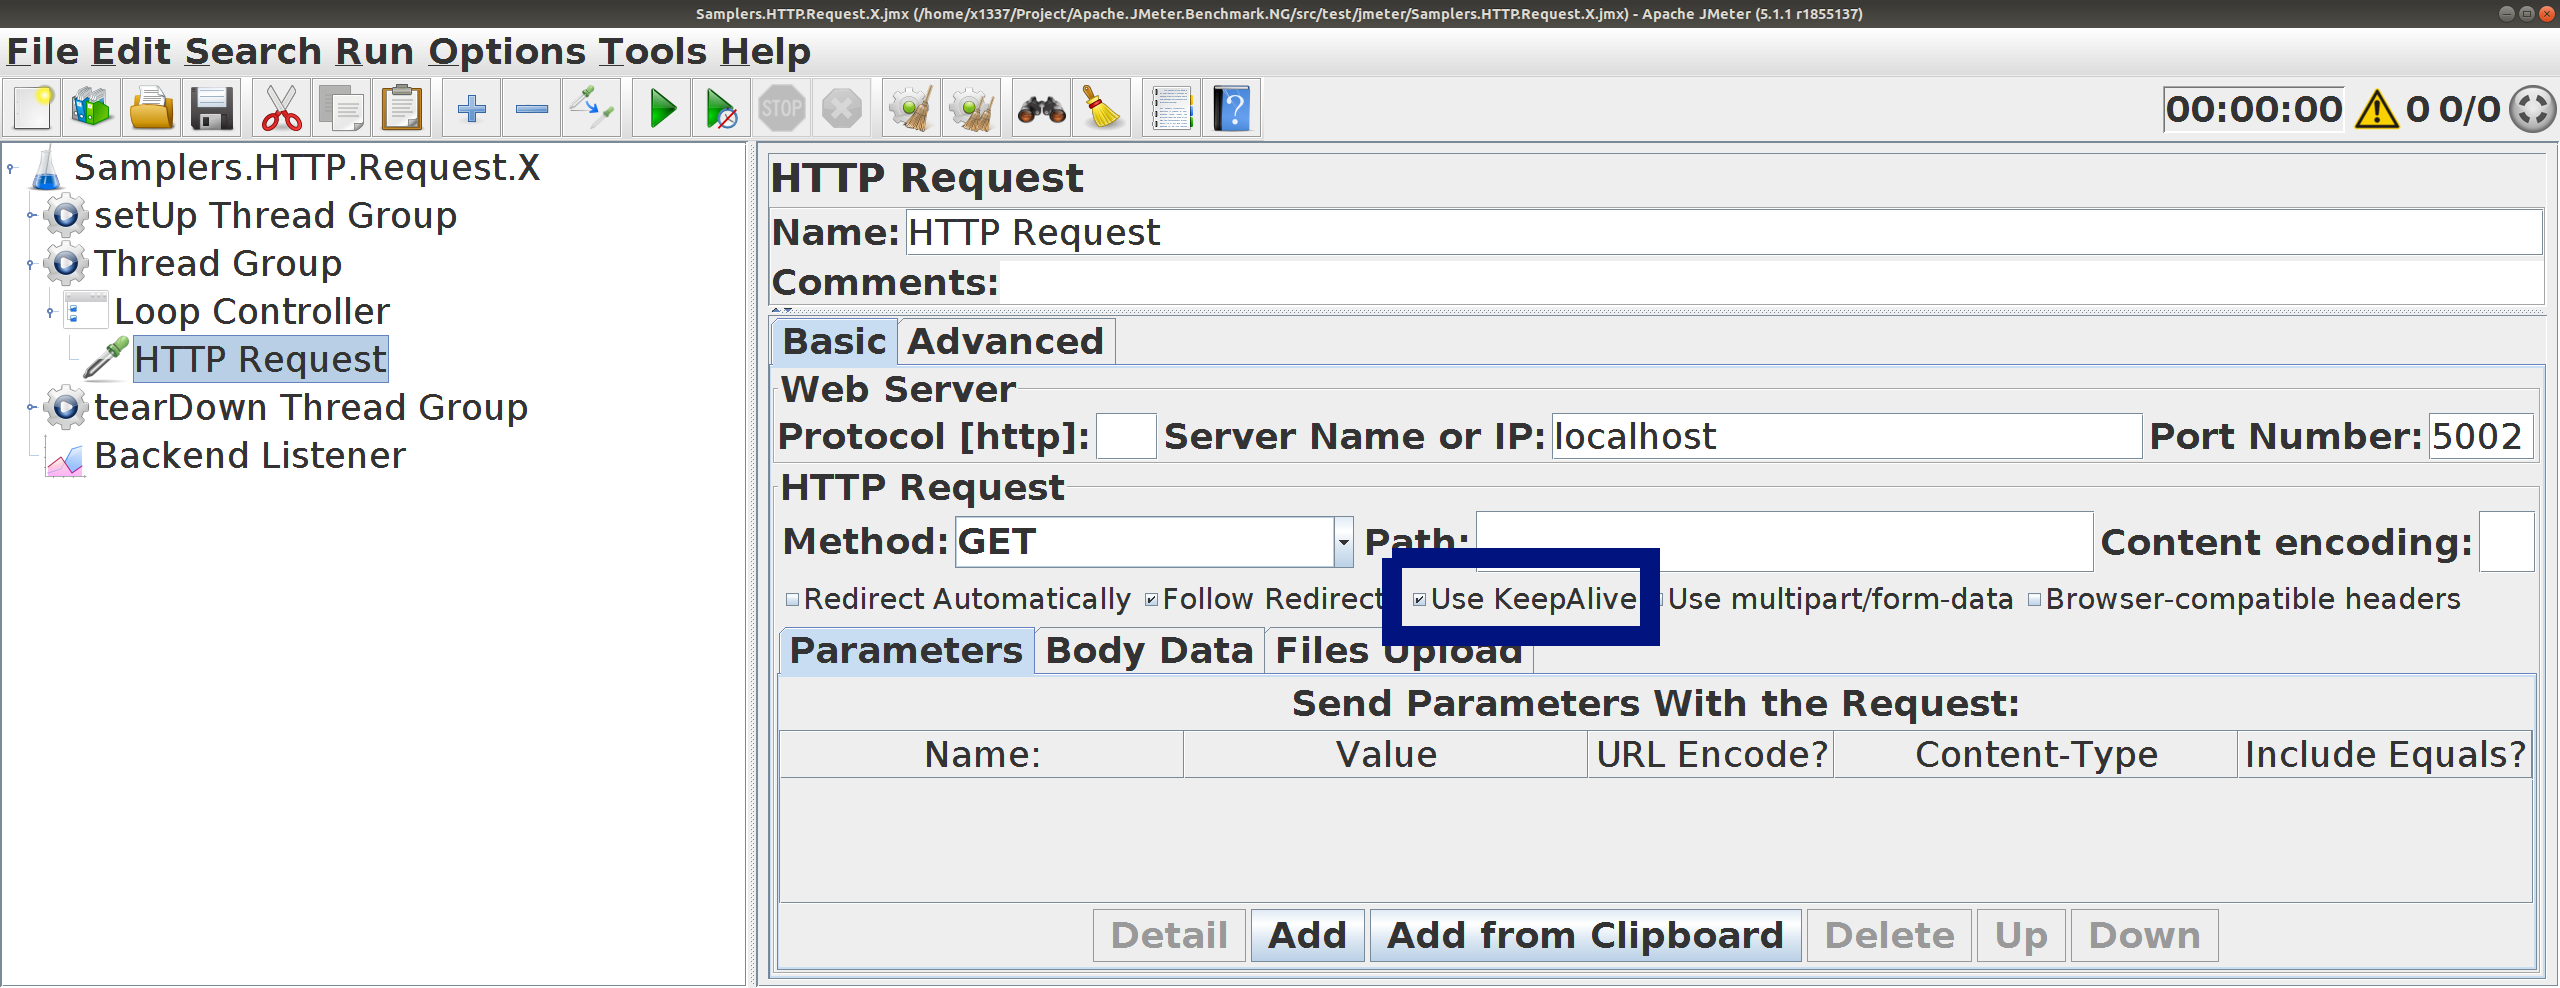 Samplers.HTTP.Request.X.jmx (/home/x1337/Project/Apache.JMeter.Benchmark.NG/src/test/jmeter/Samplers.HTTP.Request.X.jmx) - Apache JMeter (5.1.1 r1855137)
File Edit Search Run Options Tools Help
STOP
?
00:00:00 0 0/0
Samplers.HTTP.Request.X
setUp Thread Group
Thread Group
Loop Controller
HTTP Request
tearDown Thread Group
Backend Listener
HTTP Request
Name: HTTP Request
Comments:
Basic Advanced
Web Server
Protocol [http]: Server Name or IP: localhost Port Number: 5002
HTTP Request
Method: GET Path: Content encoding:
Redirect Automatically Follow Redirect Use KeepAlive Use multipart/form-data Browser-compatible headers
Parameters Body Data Files Upload
Send Parameters With the Request:
Name: Value URL Encode? Content-Type Include Equals?
Detail Add Add from Clipboard Delete Up Down